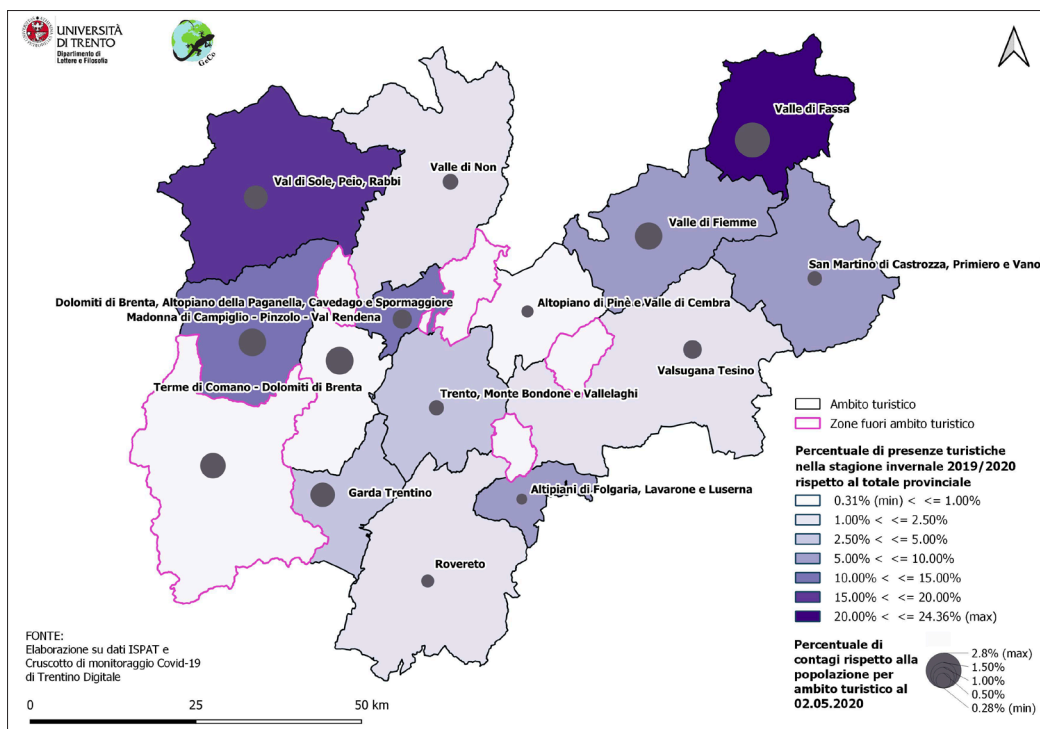 UNIVERSITÀ
DI TRENTO
Dipartimento di
Lettere e Filosofia
GeCo
Valle di Fassa
Valle di Non
Val di Sole, Peio, Rabbi
Valle di Fiemme
San Martino di Castrozza, Primiero e Vano
Dolomiti di Brenta, Altopiano della Paganella, Cavedago e Spormaggiore
Altopiano di Pinè e Valle di Cembra
Madonna di Campiglio - Pinzolo - Val Rendena
Valsugana Tesino
Terme di Comano - Dolomiti di Brenta
Trento, Monte Bondone e Vallelaghi
Garda Trentino
Altipiani di Folgaria, Lavarone e Luserna
Rovereto
Ambito turistico
Zone fuori ambito turistico
Percentuale di presenze turistiche
nella stagione invernale 2019/2020
rispetto al totale provinciale
0.31% (min) < <= 1.00%
1.00% < <= 2.50%
2.50% < <= 5.00%
5.00% < <= 10.00%
10.00% < <= 15.00%
15.00% < <= 20.00%
20.00% < <= 24.36% (max)
Percentuale di
contagi rispetto alla
popolazione per
ambito turistico al
02.05.2020
2.8% (max)
1.50%
1.00%
0.50%
0.28% (min)
FONTE:
Elaborazione su dati ISPAT e
Cruscotto di monitoraggio Covid-19
di Trentino Digitale
0 25 50 km